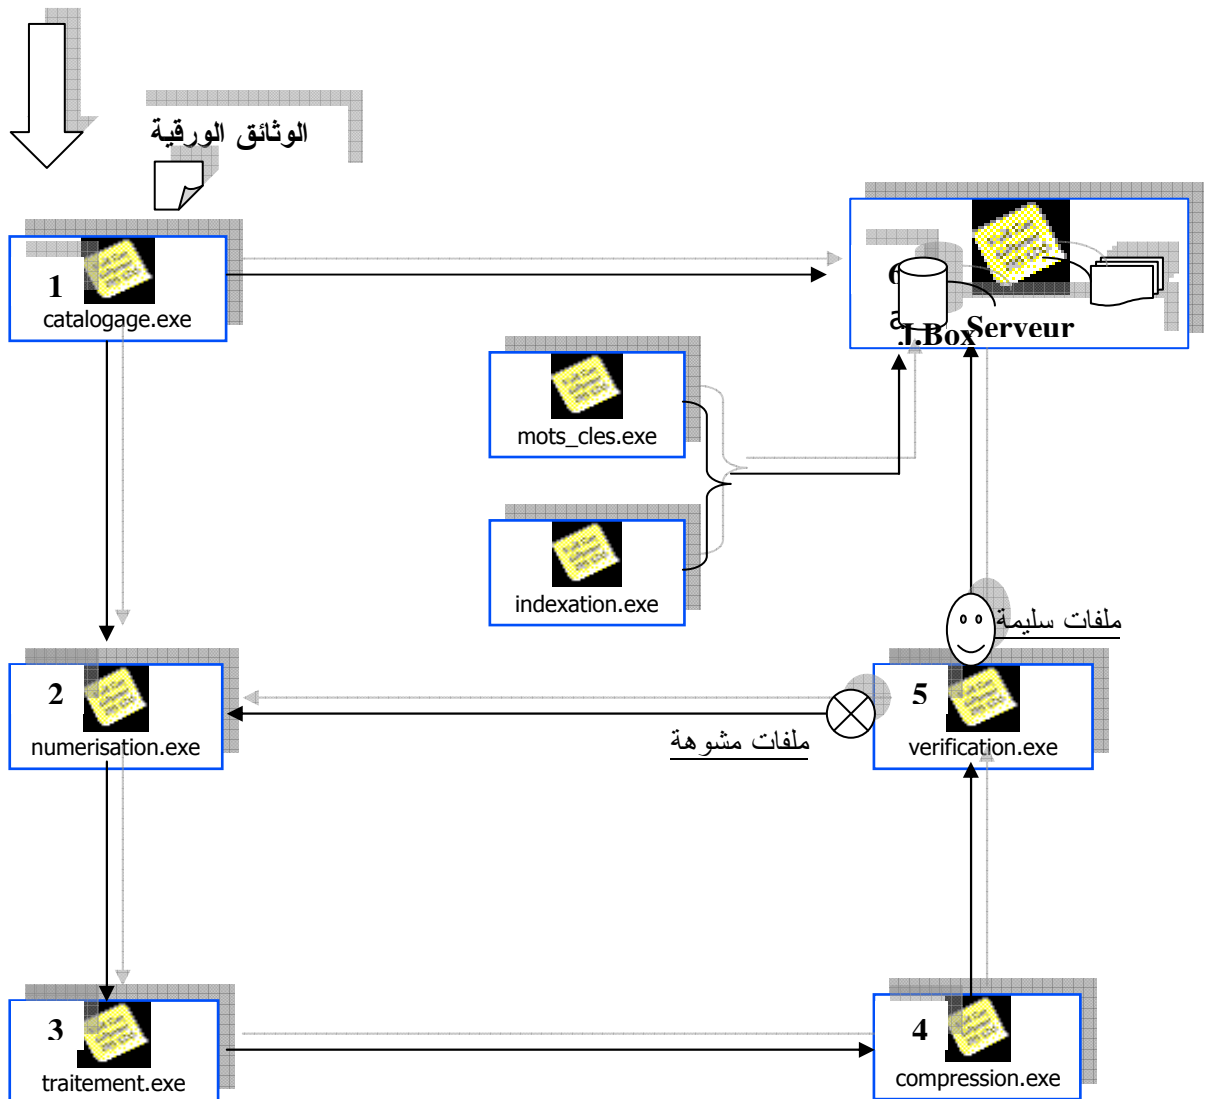 الوثائق الورقية
1
catalogage.exe
6
J.Box
Serveur
mots_cles.exe
indexation.exe
ملفات سليمة
2
numerisation.exe
5
verification.exe
ملفات مشوهة
3
traitement.exe
4
compression.exe